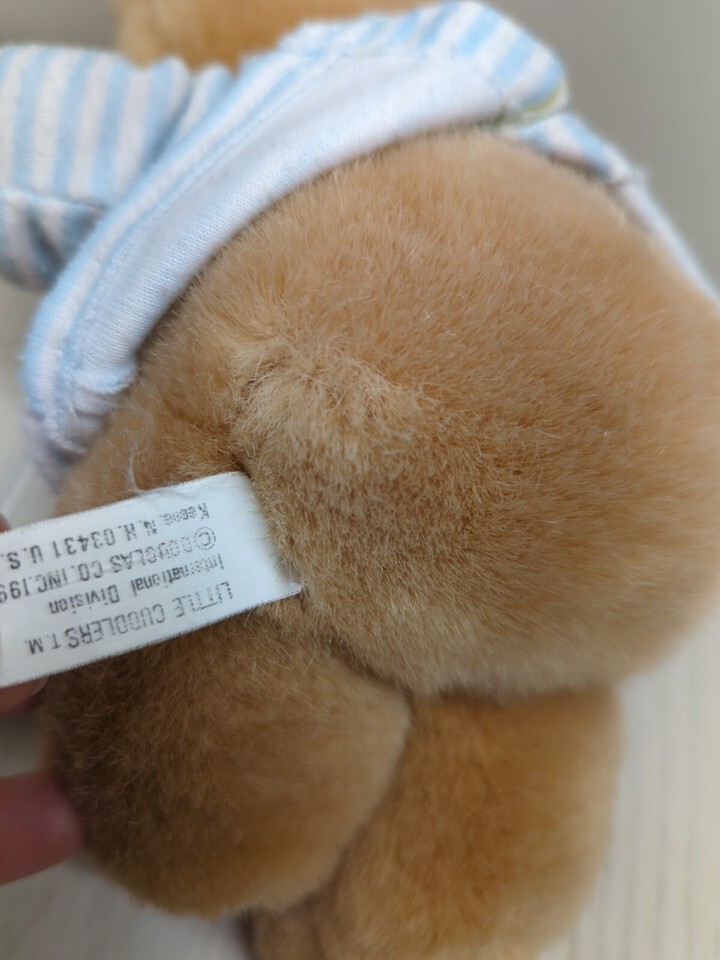 LITTLE CUDDLERS T.M.
International Division
© DOUGLAS CO. INC. 199
Keene, N.H. 03431 U.S.